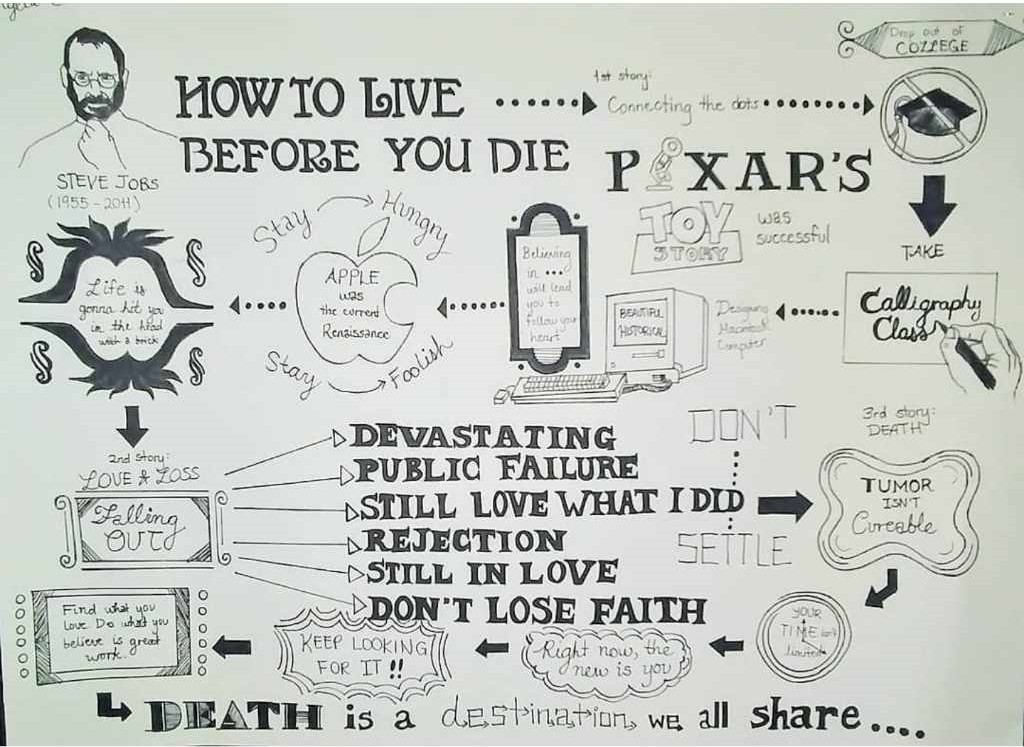 Drop out of
COLLEGE
HOW TO LIVE
BEFORE YOU DIE
1st story:
Connecting the dots
STEVE JOBS
(1955 - 2011)
TAKE
Calligraphy
Class
PIXAR'S
TOY
STORY
was
successful
Designing
Macintosh
Computer
BEAUTIFUL
HISTORICAL
Believing
in ...
will lead
you to
follow your
heart
Stay
Hungry
APPLE
was
the current
Renaissance
Stay
Foolish
Life is
gonna hit you
in the head
with a brick
2nd story:
LOVE & LOSS
Falling
OUT
DEVASTATING
PUBLIC FAILURE
STILL LOVE WHAT I DID
REJECTION
STILL IN LOVE
DON'T LOSE FAITH
DON'T
SETTLE
3rd story:
DEATH
TUMOR
ISN'T
Cureable
YOUR
TIME isn't
limited
Right now, the
new is you
KEEP LOOKING
FOR IT!!
Find what you
love. Do what you
believe is great
work.
DEATH is a destination we all share....